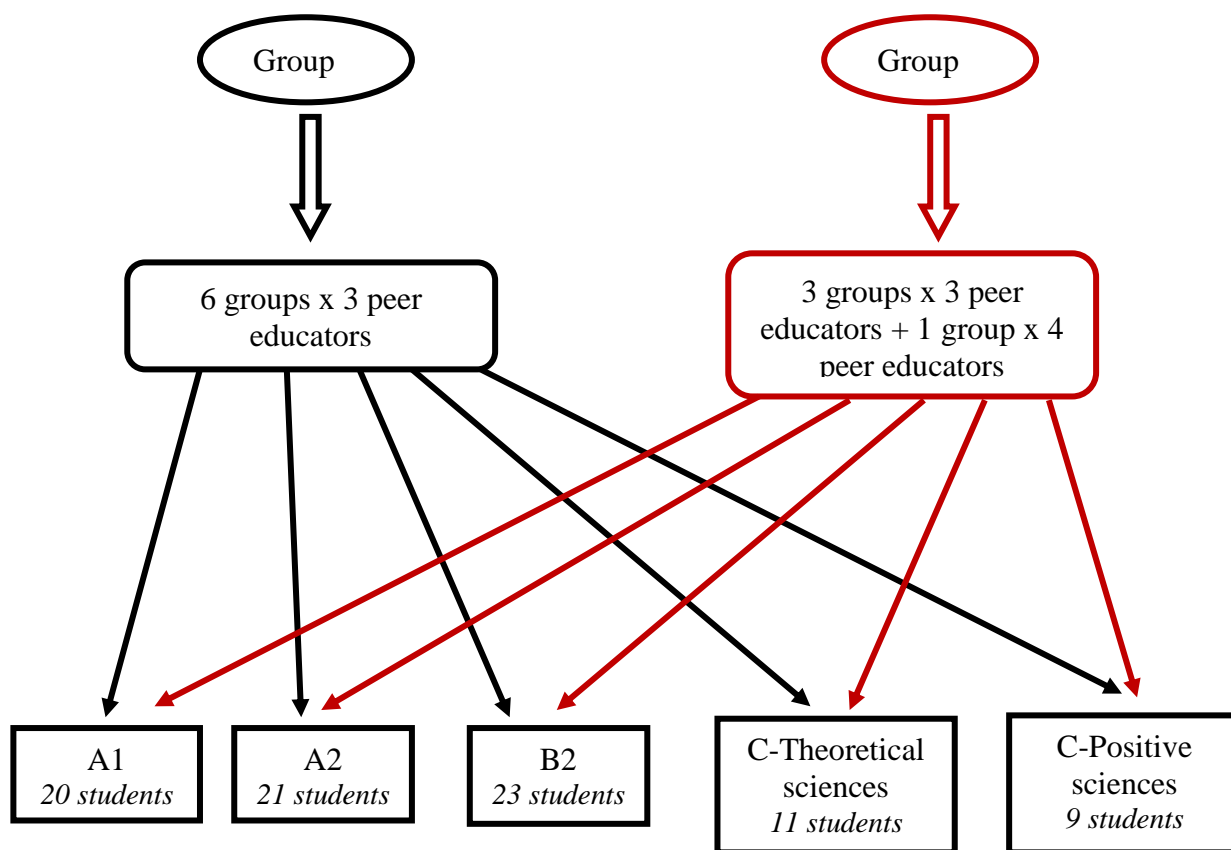 Group
Group
6 groups x 3 peer
educators
3 groups x 3 peer
educators + 1 group x 4
peer educators
A1
20 students
A2
21 students
B2
23 students
C-Theoretical
sciences
11 students
C-Positive
sciences
9 students